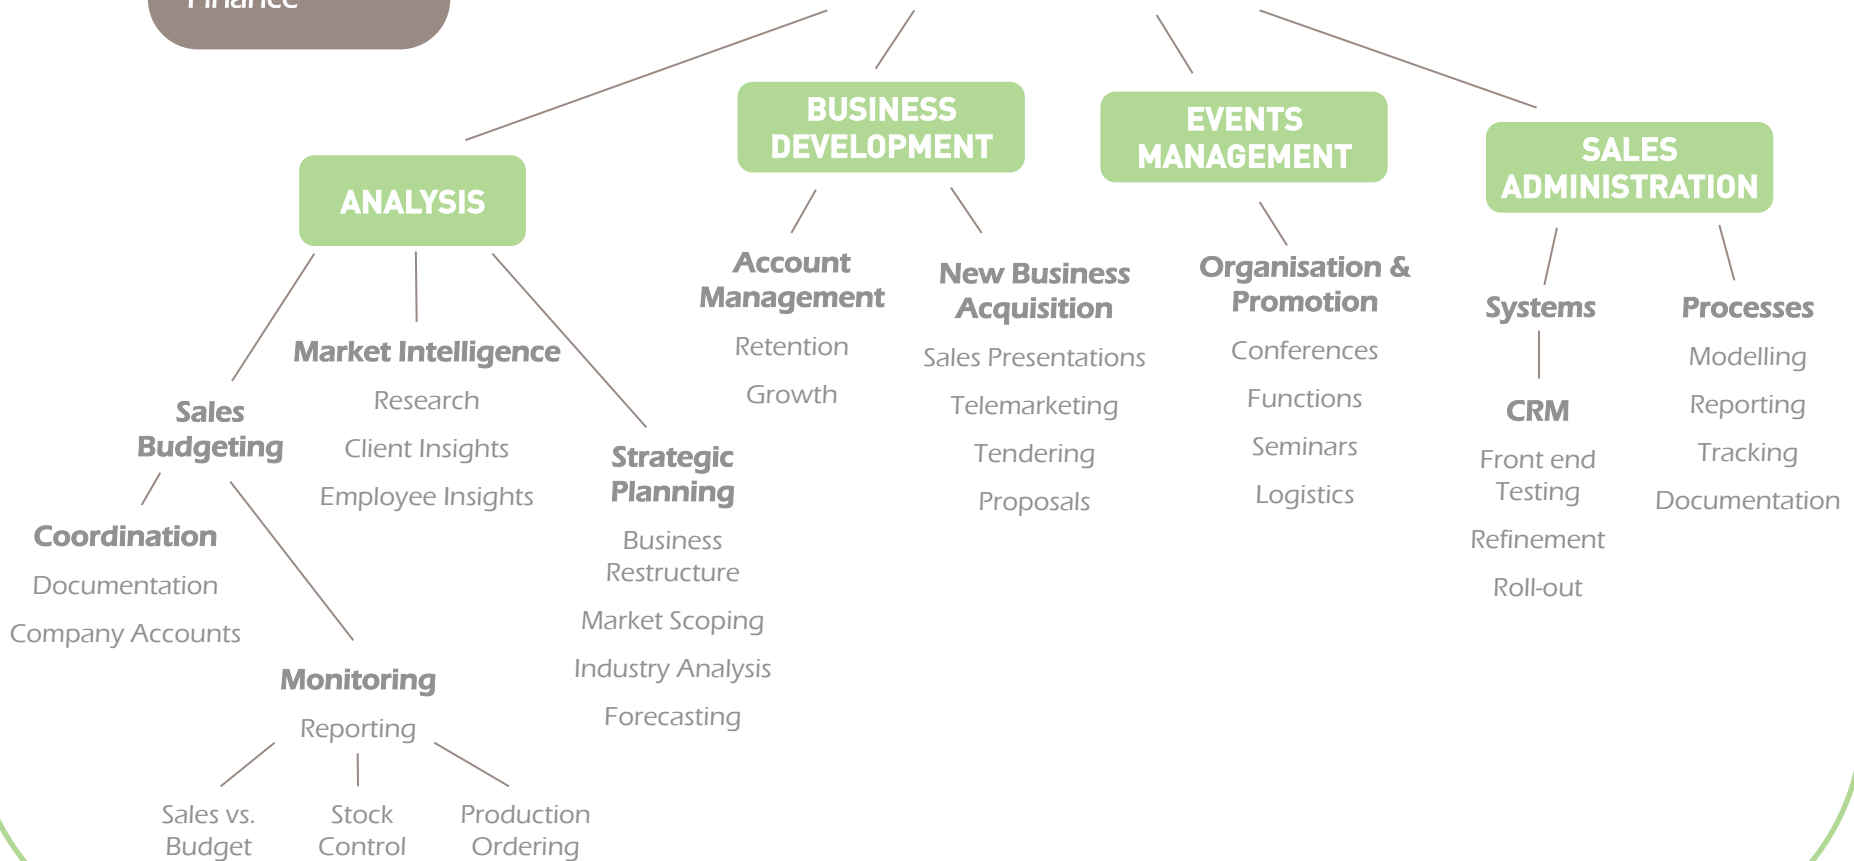 Finance
ANALYSIS
Sales
Budgeting
Coordination
Documentation
Company Accounts
Monitoring
Reporting
Sales vs.
Budget
Stock
Control
Production
Ordering
Market Intelligence
Research
Client Insights
Employee Insights
Strategic
Planning
Business
Restructure
Market Scoping
Industry Analysis
Forecasting
BUSINESS
DEVELOPMENT
Account
Management
Retention
Growth
New Business
Acquisition
Sales Presentations
Telemarketing
Tendering
Proposals
EVENTS
MANAGEMENT
Organisation &
Promotion
Conferences
Functions
Seminars
Logistics
SALES
ADMINISTRATION
Systems
CRM
Front end
Testing
Refinement
Roll-out
Processes
Modelling
Reporting
Tracking
Documentation